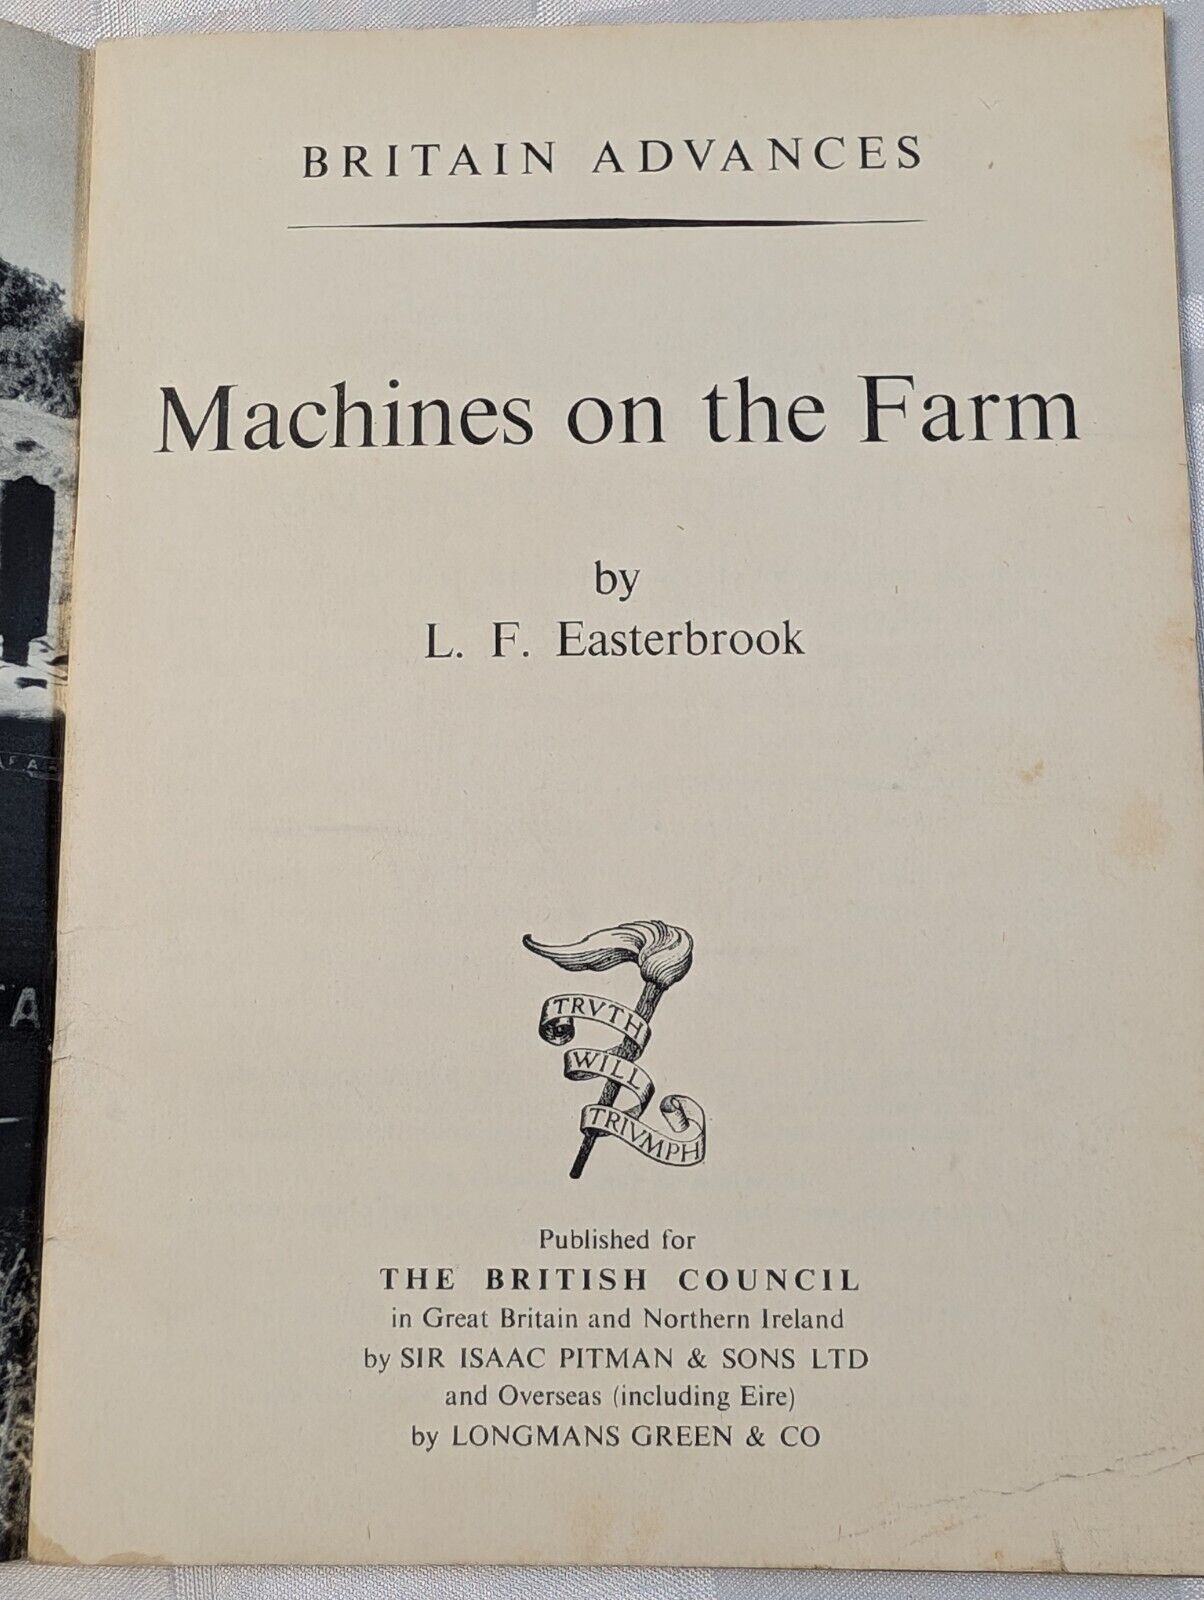 BRITAIN ADVANCES
Machines on the Farm
by
L. F. Easterbrook
TRVTH
WILL
TRIVMPH
Published for
THE BRITISH COUNCIL
in Great Britain and Northern Ireland
by SIR ISAAC PITMAN & SONS LTD
and Overseas (including Eire)
by LONGMANS GREEN & CO